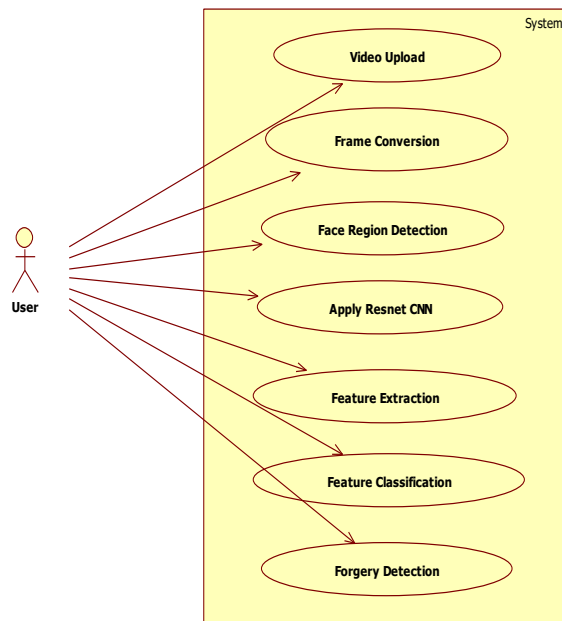 System
Video Upload
Frame Conversion
Face Region Detection
User
Apply Resnet CNN
Feature Extraction
Feature Classification
Forgery Detection